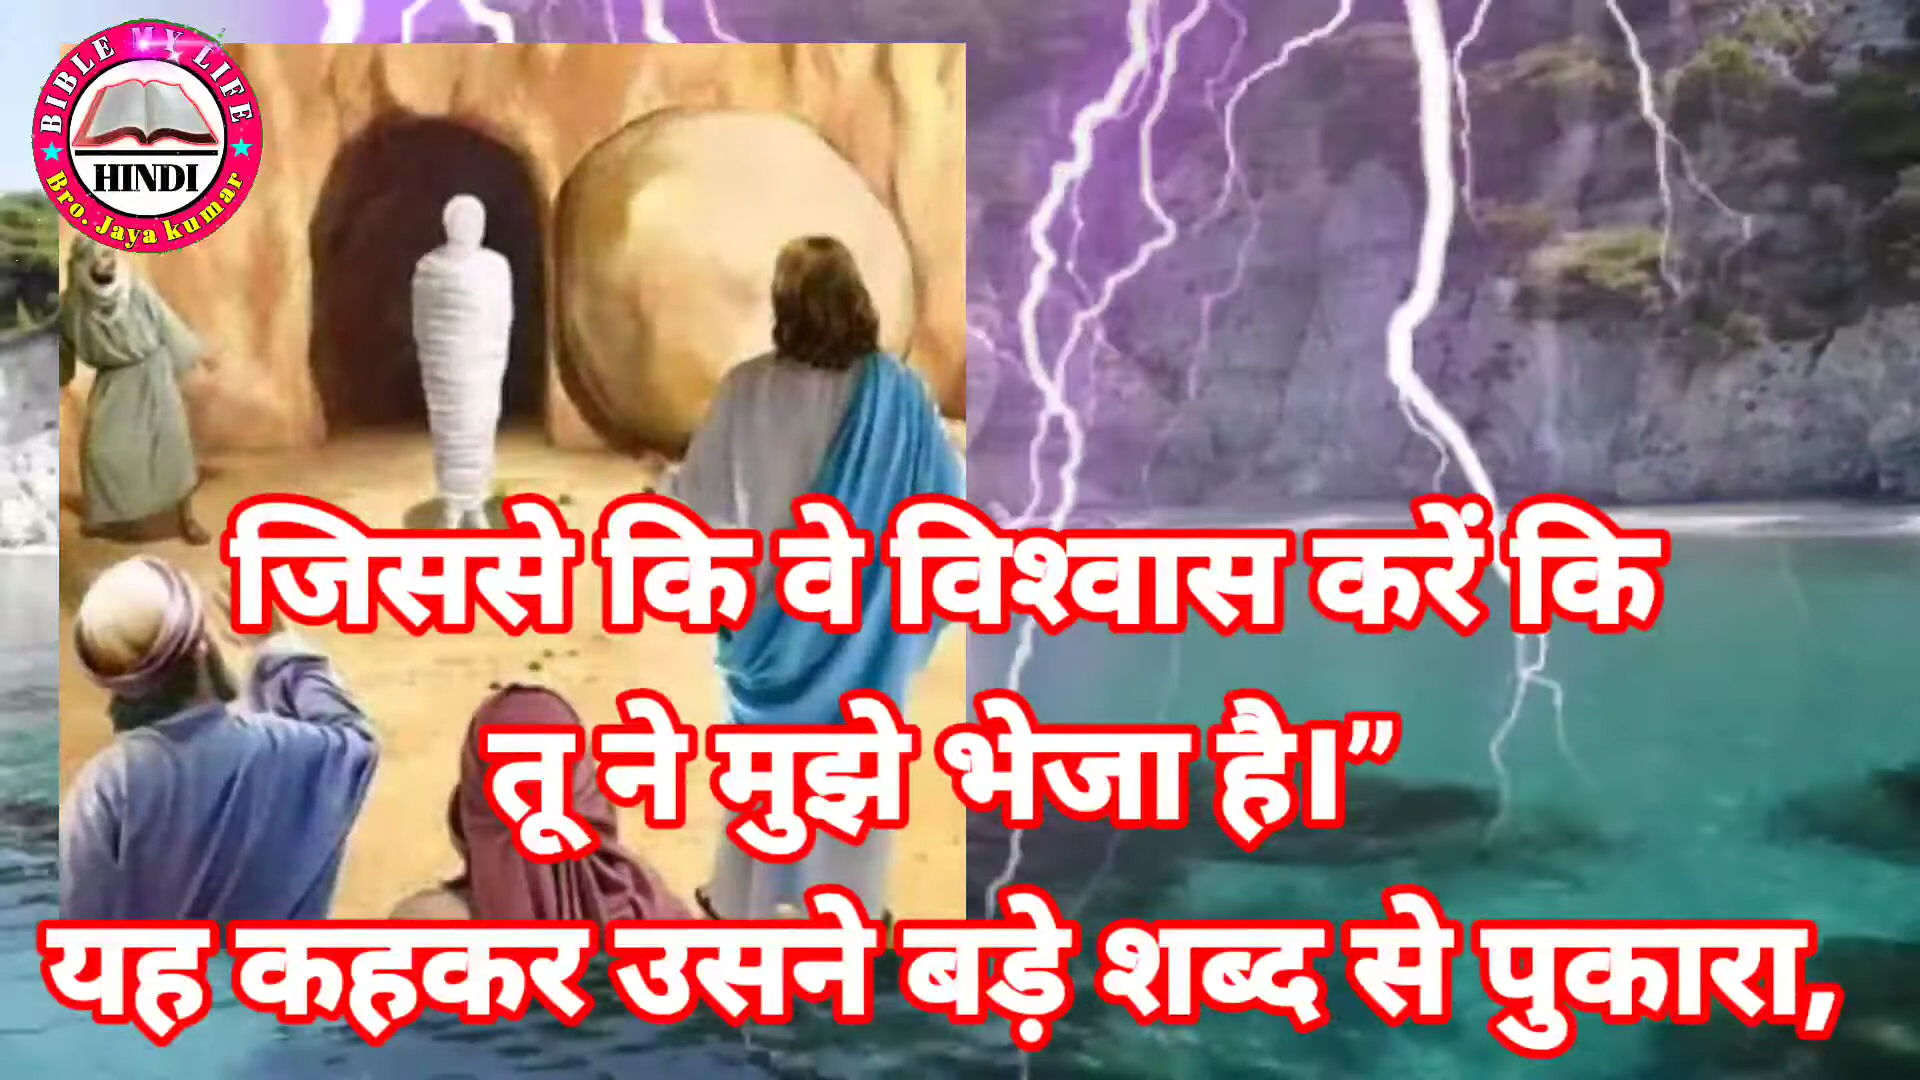 BIBLE MY LIFE
HINDI
Bro. Jaya kumar
जिससे कि वे विश्वास करें कि
तू ने मुझे भेजा है।”
यह कहकर उसने बड़े शब्द से पुकारा,